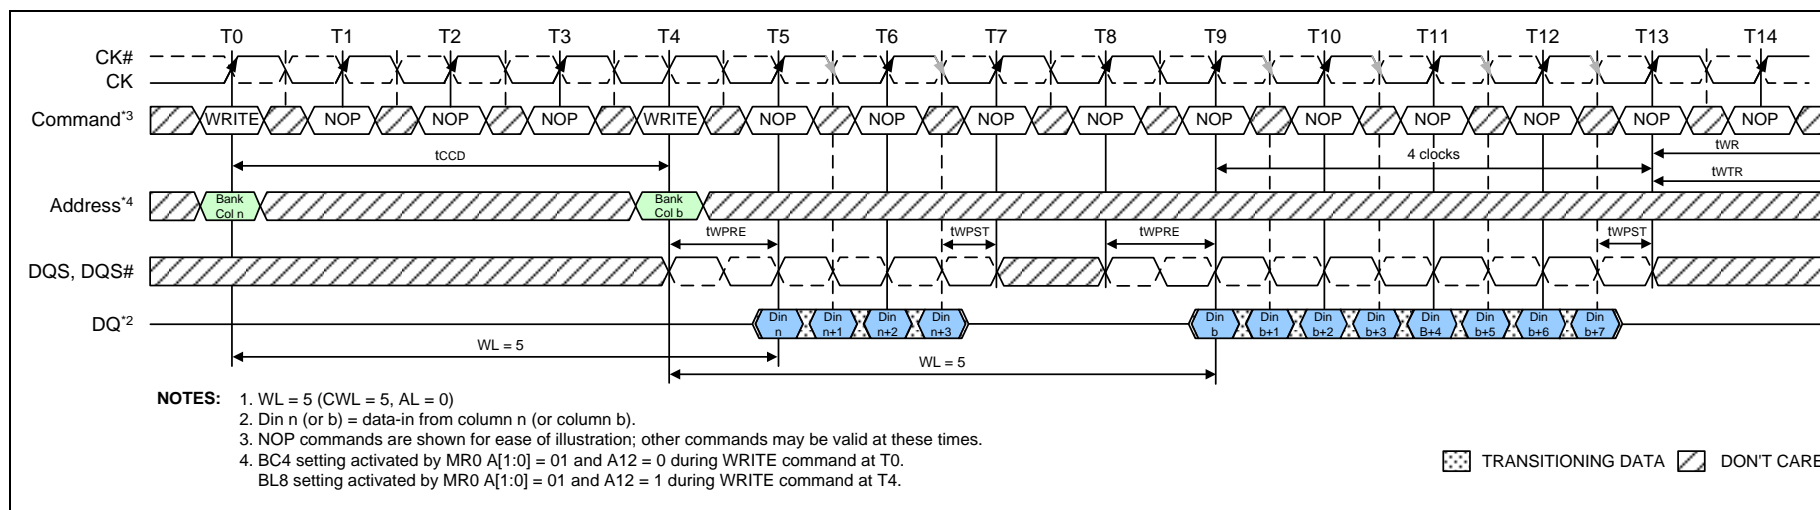 T0 T1 T2 T3 T4 T5 T6 T7 T8 T9 T10 T11 T12 T13 T14
CK#
CK
Command*3 WRITE NOP NOP NOP WRITE NOP NOP NOP NOP NOP NOP NOP NOP NOP NOP
tCCD 4 clocks tWR
tWTR
Address*4 Bank Col n Bank Col b
tWPRE tWPST tWPRE tWPST
DQS, DQS#
DQ*2 Din n Din n+1 Din n+2 Din n+3 Din b Din b+1 Din b+2 Din b+3 Din B+4 Din b+5 Din b+6 Din b+7
WL = 5
WL = 5
NOTES: 1. WL = 5 (CWL = 5, AL = 0)
2. Din n (or b) = data-in from column n (or column b).
3. NOP commands are shown for ease of illustration; other commands may be valid at these times.
4. BC4 setting activated by MR0 A[1:0] = 01 and A12 = 0 during WRITE command at T0.
BL8 setting activated by MR0 A[1:0] = 01 and A12 = 1 during WRITE command at T4.
TRANSITIONING DATA DON'T CARE